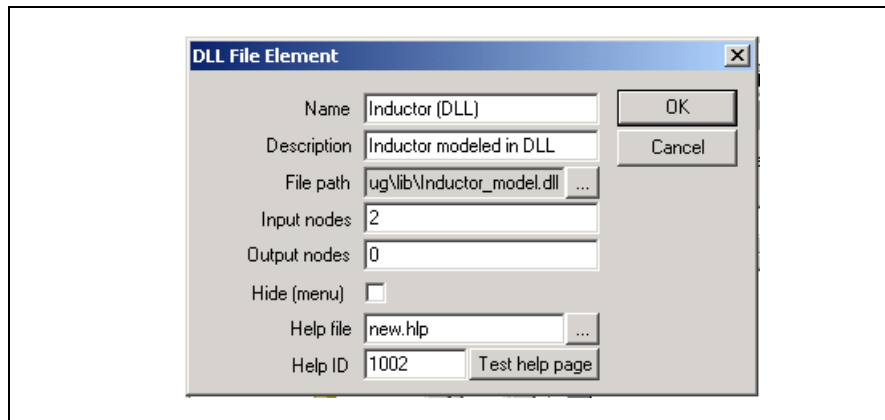 DLL File Element
Name Inductor (DLL) OK
Description Inductor modeled in DLL Cancel
File path ug\lib\Inductor_model.dll ...
Input nodes 2
Output nodes 0
Hide (menu)
Help file new.hlp ...
Help ID 1002 Test help page